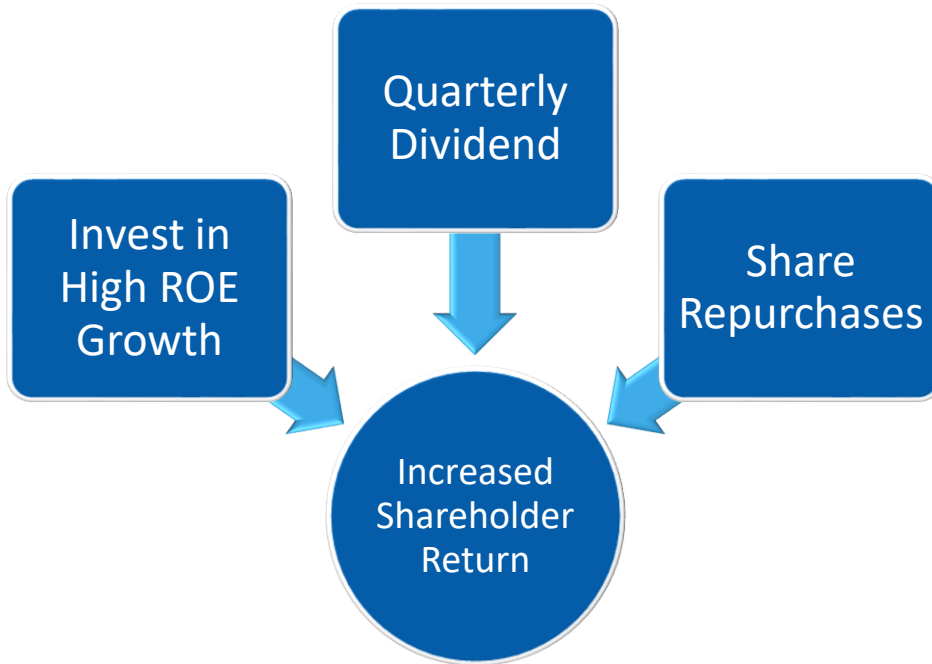 Quarterly
Dividend
Invest in
High ROE
Growth
Share
Repurchases
Increased
Shareholder
Return